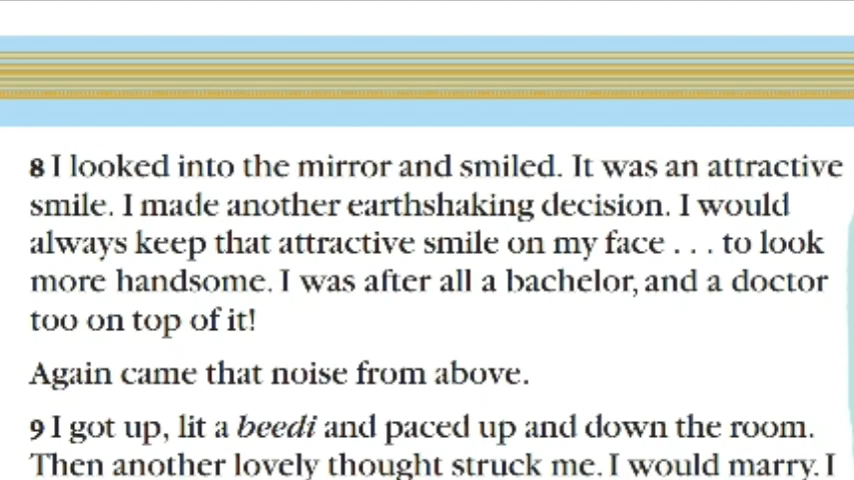 8 I looked into the mirror and smiled. It was an attractive
smile. I made another earthshaking decision. I would
always keep that attractive smile on my face . . . to look
more handsome. I was after all a bachelor, and a doctor
too on top of it!
Again came that noise from above.
9 I got up, lit a beedi and paced up and down the room.
Then another lovely thought struck me. I would marry. I